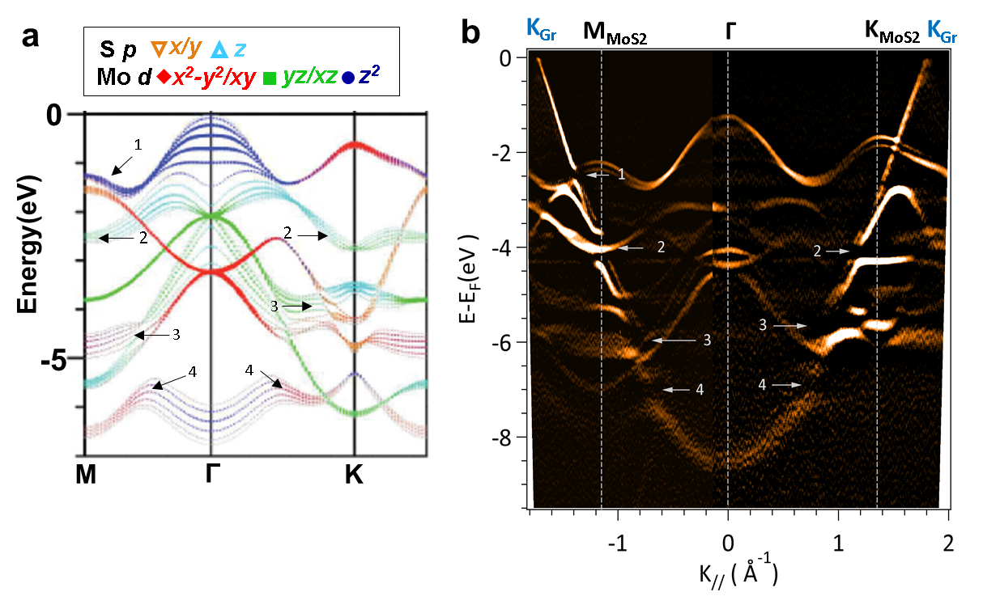 a
S p x/y z
Mo d x²-y²/xy yz/xz z²
0
-5
Energy(eV)
1
2
2
3
3
4
4
M Γ K
b
K_Gr M_MoS2 Γ K_MoS2 K_Gr
0
-2
-4
-6
-8
E-E_F(eV)
1
2
2
3
3
4
4
-1 0 1 2
K_// ( Å⁻¹)